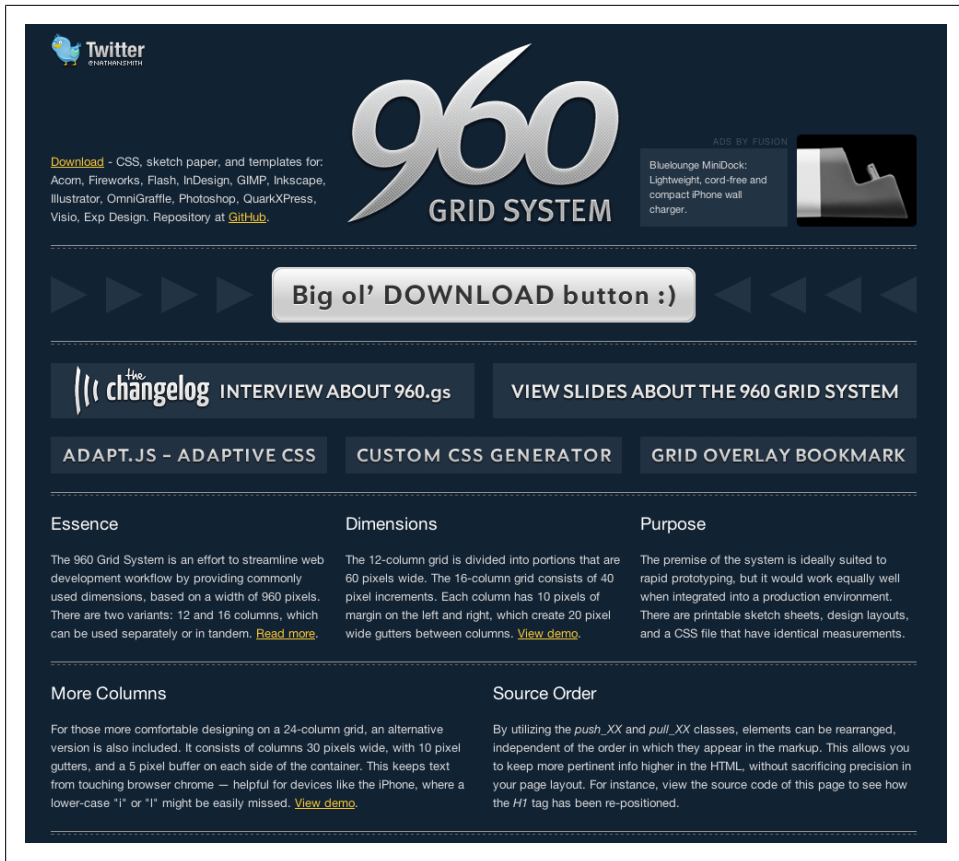 Twitter
@NATHANSMITH
960
GRID SYSTEM
Download - CSS, sketch paper, and templates for:
Acorn, Fireworks, Flash, InDesign, GIMP, Inkscape,
Illustrator, OmniGraffle, Photoshop, QuarkXPress,
Visio, Exp Design. Repository at GitHub.
ADS BY FUSION
Bluelounge MiniDock:
Lightweight, cord-free and
compact iPhone wall
charger.
Big ol’ DOWNLOAD button :)
the changelog INTERVIEW ABOUT 960.gs
VIEW SLIDES ABOUT THE 960 GRID SYSTEM
ADAPT.JS – ADAPTIVE CSS
CUSTOM CSS GENERATOR
GRID OVERLAY BOOKMARK
Essence
The 960 Grid System is an effort to streamline web
development workflow by providing commonly
used dimensions, based on a width of 960 pixels.
There are two variants: 12 and 16 columns, which
can be used separately or in tandem. Read more.
Dimensions
The 12-column grid is divided into portions that are
60 pixels wide. The 16-column grid consists of 40
pixel increments. Each column has 10 pixels of
margin on the left and right, which create 20 pixel
wide gutters between columns. View demo.
Purpose
The premise of the system is ideally suited to
rapid prototyping, but it would work equally well
when integrated into a production environment.
There are printable sketch sheets, design layouts,
and a CSS file that have identical measurements.
More Columns
For those more comfortable designing on a 24-column grid, an alternative
version is also included. It consists of columns 30 pixels wide, with 10 pixel
gutters, and a 5 pixel buffer on each side of the container. This keeps text
from touching browser chrome — helpful for devices like the iPhone, where a
lower-case "i" or "l" might be easily missed. View demo.
Source Order
By utilizing the push_XX and pull_XX classes, elements can be rearranged,
independent of the order in which they appear in the markup. This allows you
to keep more pertinent info higher in the HTML, without sacrificing precision in
your page layout. For instance, view the source code of this page to see how
the H1 tag has been re-positioned.